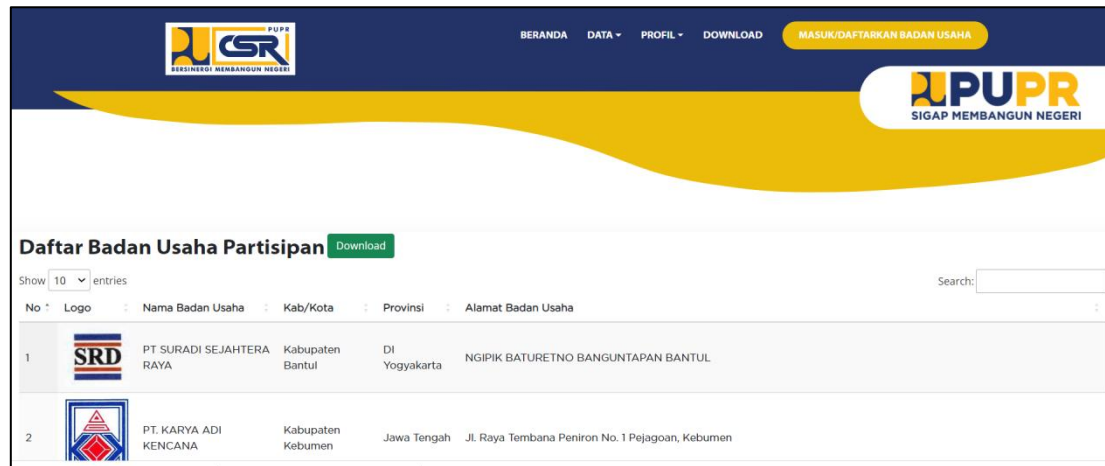 PUPR
CSR
BERSINERGI MEMBANGUN NEGERI
BERANDA DATA PROFIL DOWNLOAD MASUK/DAFTARKAN BADAN USAHA
PUPR
SIGAP MEMBANGUN NEGERI
Daftar Badan Usaha Partisipan Download
Show 10 entries Search:
No Logo Nama Badan Usaha Kab/Kota Provinsi Alamat Badan Usaha
1 SRD PT SURADI SEJAHTERA RAYA Kabupaten Bantul DI Yogyakarta NGIPIK BATURETNO BANGUNTAPAN BANTUL
2 PT. KARYA ADI KENCANA Kabupaten Kebumen Jawa Tengah Jl. Raya Tembana Peniron No. 1 Pejagoan, Kebumen